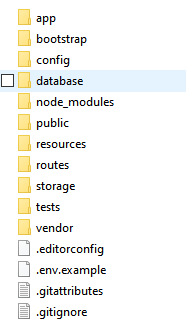 app
bootstrap
config
database
node_modules
public
resources
routes
storage
tests
vendor
.editorconfig
.env.example
.gitattributes
.gitignore